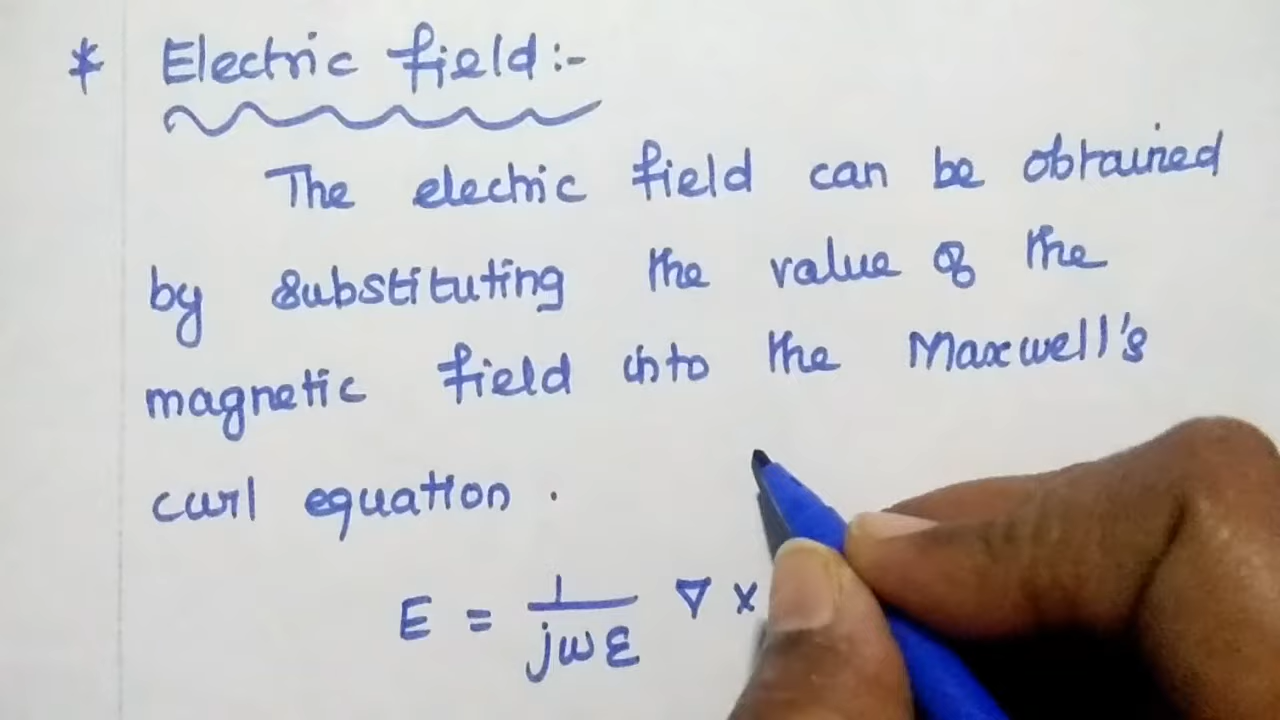 * Electric field:-
The electric field can be obtained
by substituting the value of the
magnetic field into the Maxwell's
curl equation.
E = 1/jωε ∇ ×